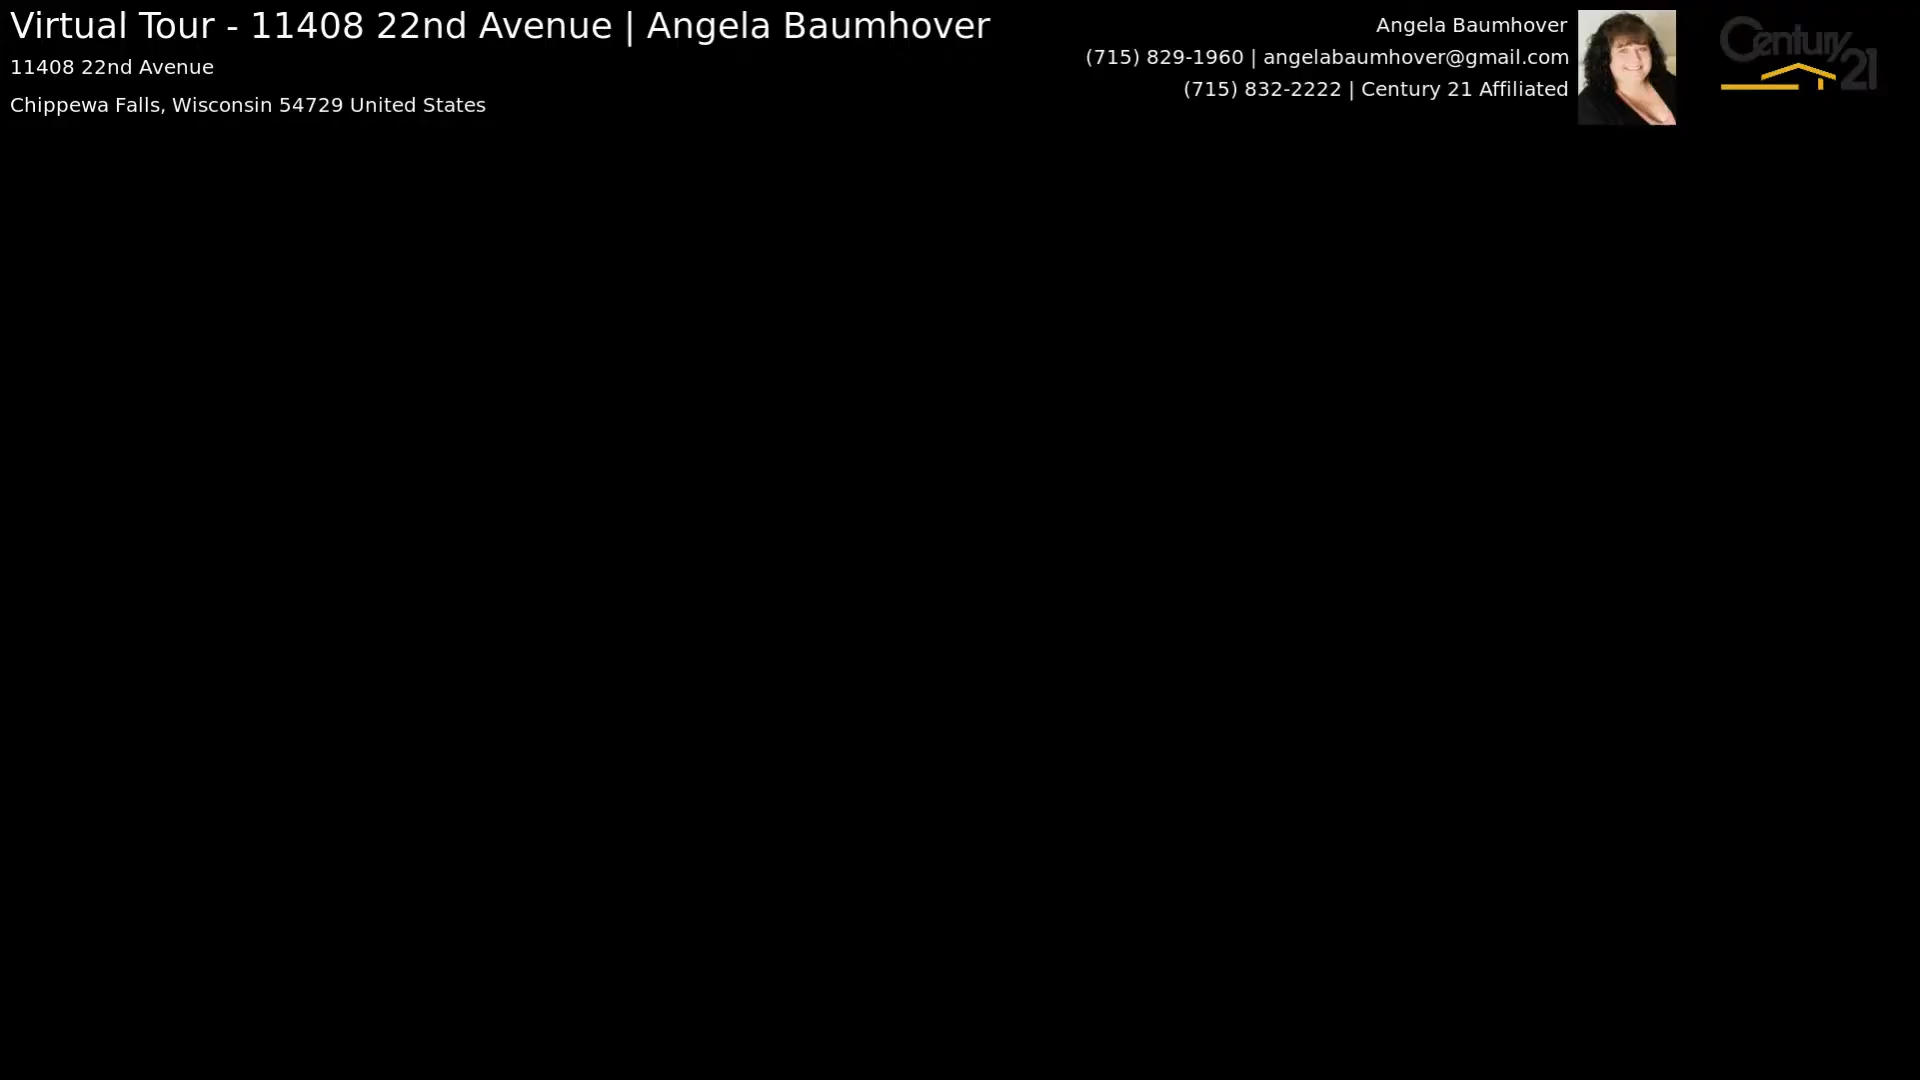 Virtual Tour - 11408 22nd Avenue | Angela Baumhover
11408 22nd Avenue
Chippewa Falls, Wisconsin 54729 United States
Angela Baumhover
(715) 829-1960 | angelabaumhover@gmail.com
(715) 832-2222 | Century 21 Affiliated
Century
21